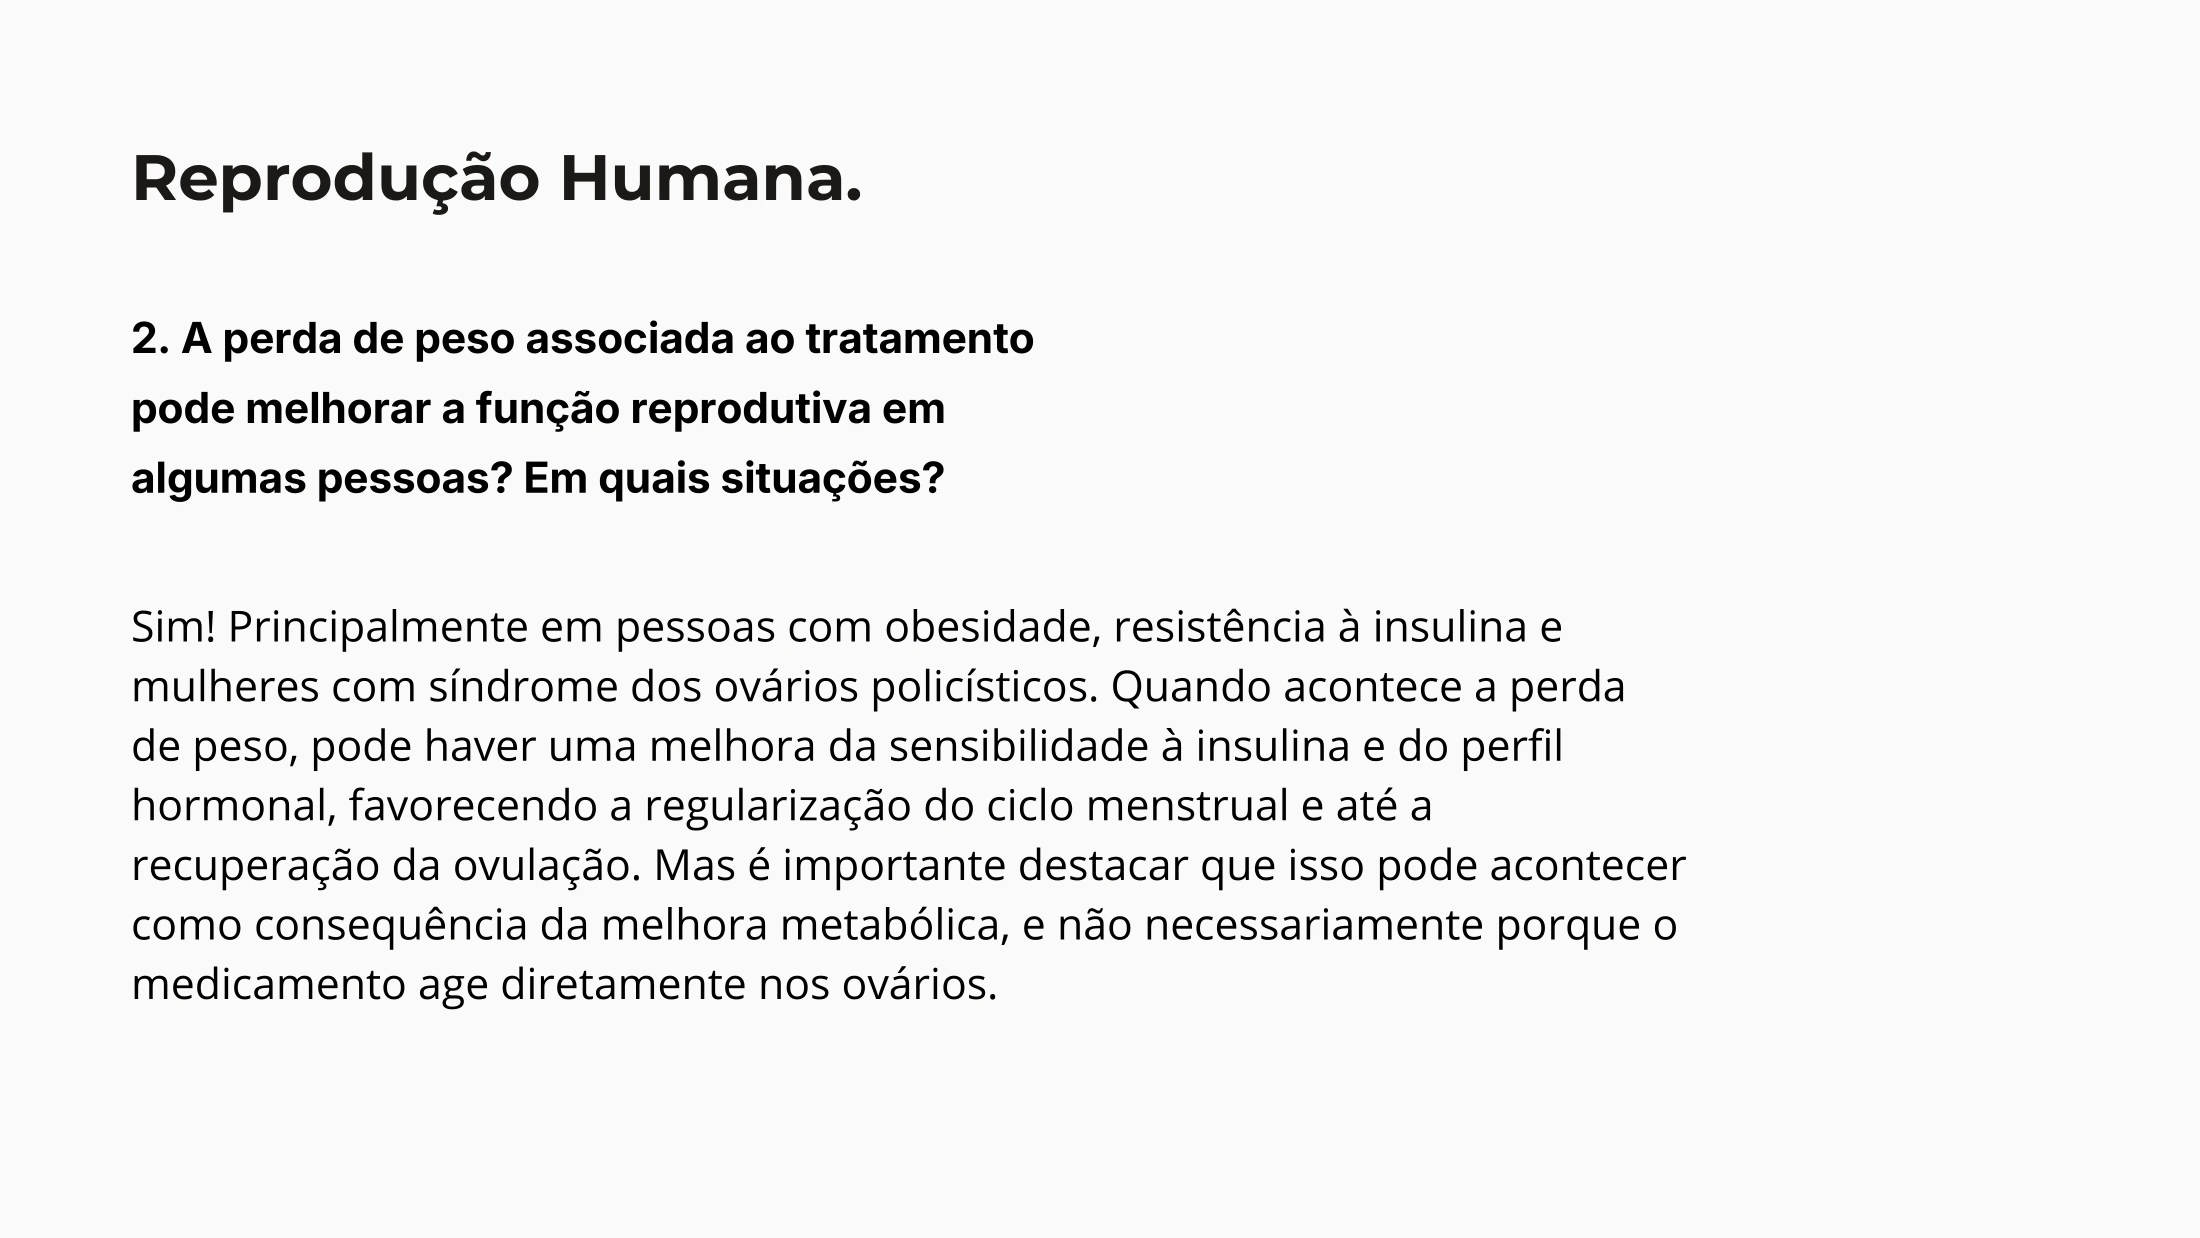 Reprodução Humana.
2. A perda de peso associada ao tratamento
pode melhorar a função reprodutiva em
algumas pessoas? Em quais situações?
Sim! Principalmente em pessoas com obesidade, resistência à insulina e
mulheres com síndrome dos ovários policísticos. Quando acontece a perda
de peso, pode haver uma melhora da sensibilidade à insulina e do perfil
hormonal, favorecendo a regularização do ciclo menstrual e até a
recuperação da ovulação. Mas é importante destacar que isso pode acontecer
como consequência da melhora metabólica, e não necessariamente porque o
medicamento age diretamente nos ovários.